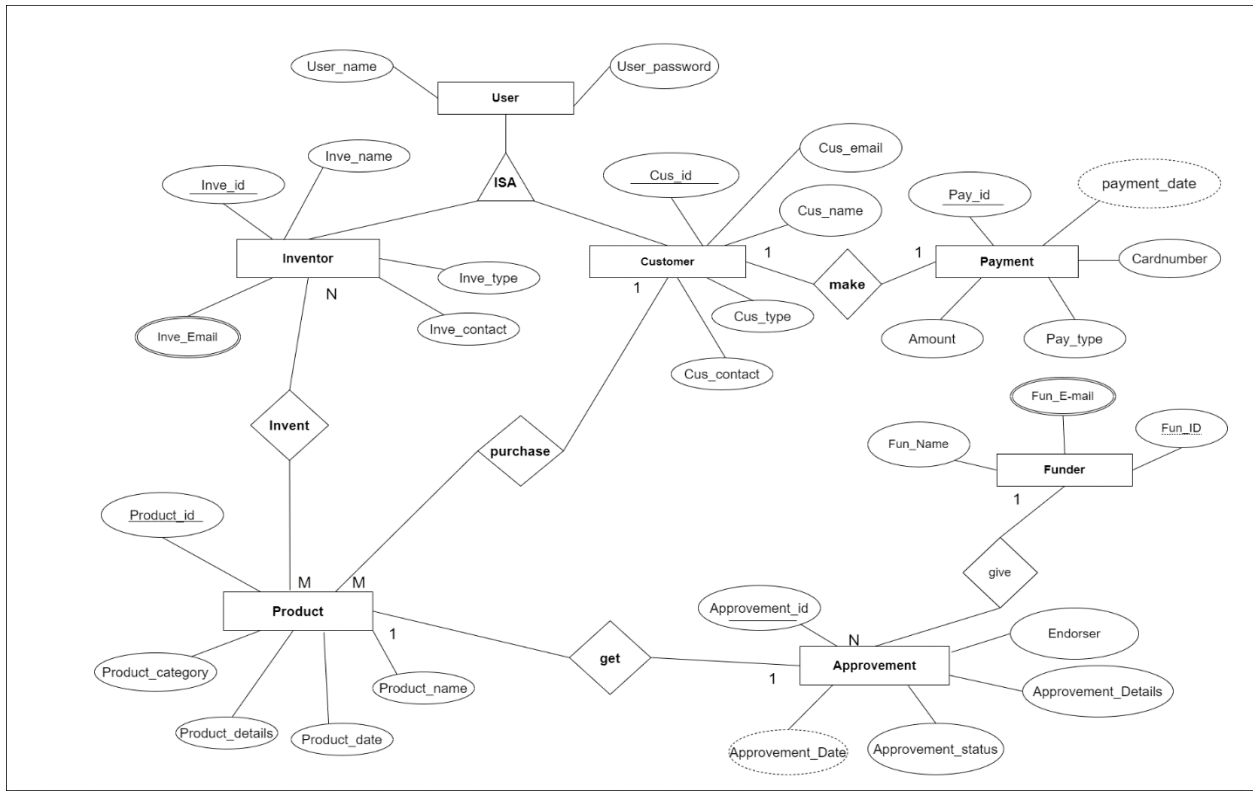 User_name
User_password
User
ISA
Inve_name
Inve_id
Inventor
Inve_type
Inve_contact
Inve_Email
N
Cus_email
Cus_id
Cus_name
Customer
1
1
Cus_type
Cus_contact
make
1
payment_date
Pay_id
Payment
Cardnumber
Amount
Pay_type
Invent
purchase
Fun_E-mail
Fun_Name
Fun_ID
Funder
1
give
Product_id
M
M
Product
1
Product_category
Product_name
Product_details
Product_date
get
Approvement_id
N
Endorser
Approvement
1
Approvement_Details
Approvement_Date
Approvement_status